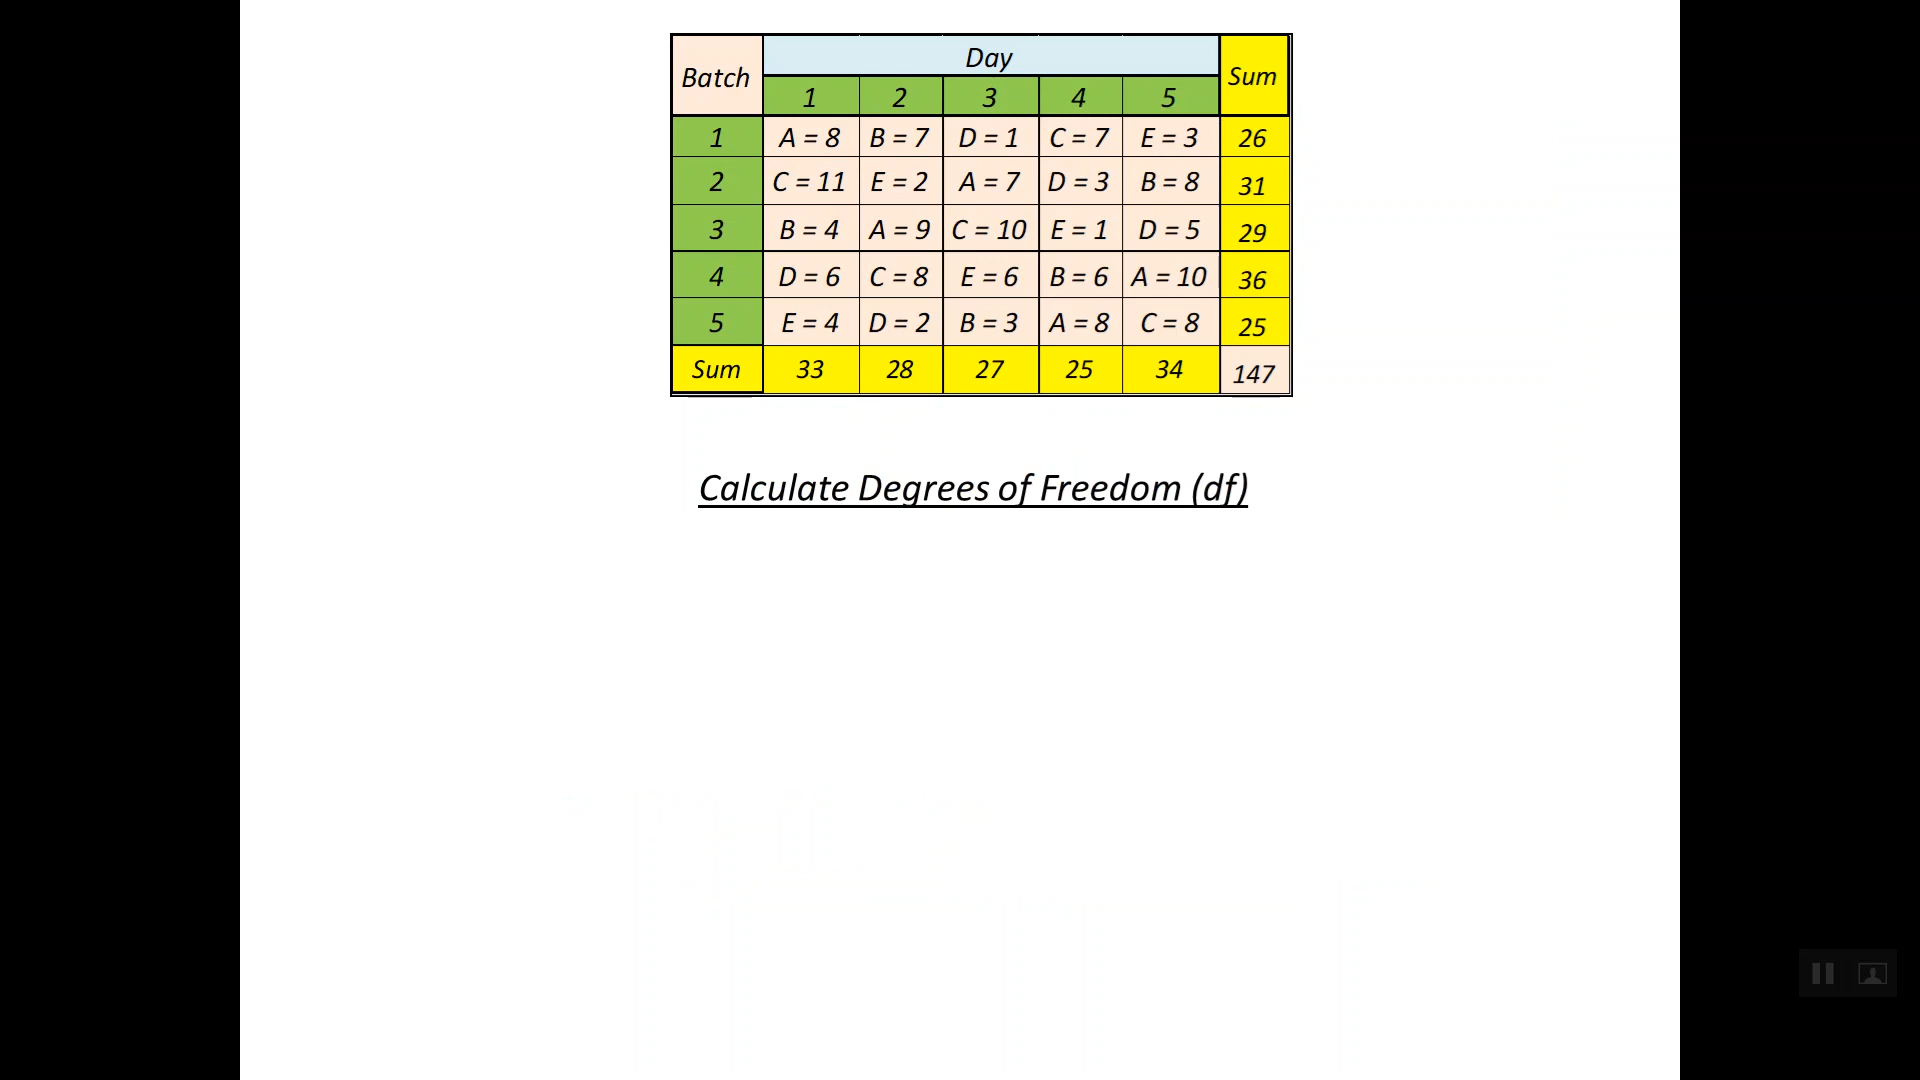 Batch Day Sum
1 2 3 4 5
1 A = 8 B = 7 D = 1 C = 7 E = 3 26
2 C = 11 E = 2 A = 7 D = 3 B = 8 31
3 B = 4 A = 9 C = 10 E = 1 D = 5 29
4 D = 6 C = 8 E = 6 B = 6 A = 10 36
5 E = 4 D = 2 B = 3 A = 8 C = 8 25
Sum 33 28 27 25 34 147
Calculate Degrees of Freedom (df)